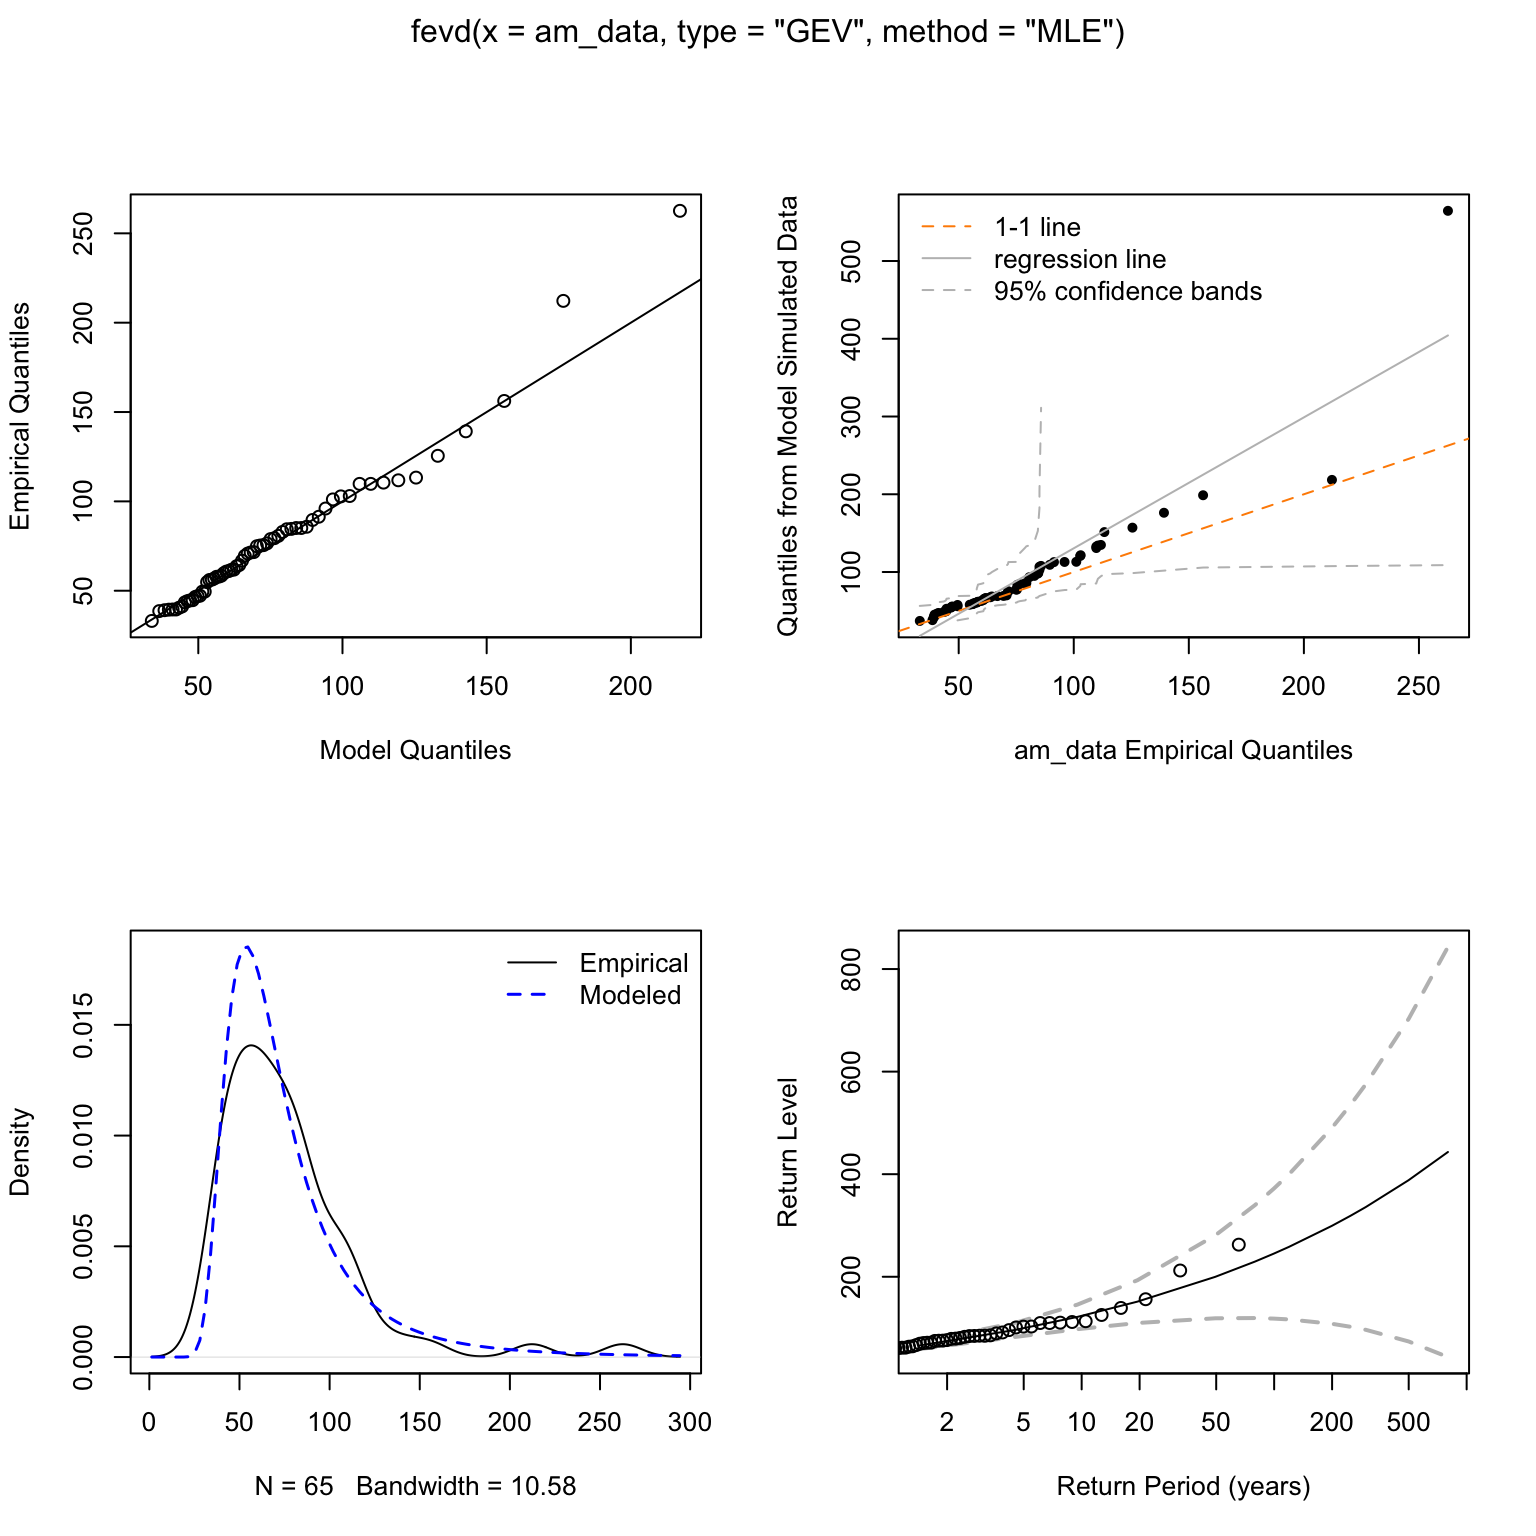 fevd(x = am_data, type = "GEV", method = "MLE")
Empirical Quantiles
250
200
150
100
50
50 100 150 200
Model Quantiles
Quantiles from Model Simulated Data
500
400
300
200
100
1-1 line
regression line
95% confidence bands
50 100 150 200 250
am_data Empirical Quantiles
Density
0.015
0.010
0.005
0.000
Empirical
Modeled
0 50 100 150 200 250 300
N = 65 Bandwidth = 10.58
Return Level
800
600
400
200
2 5 10 20 50 200 500
Return Period (years)